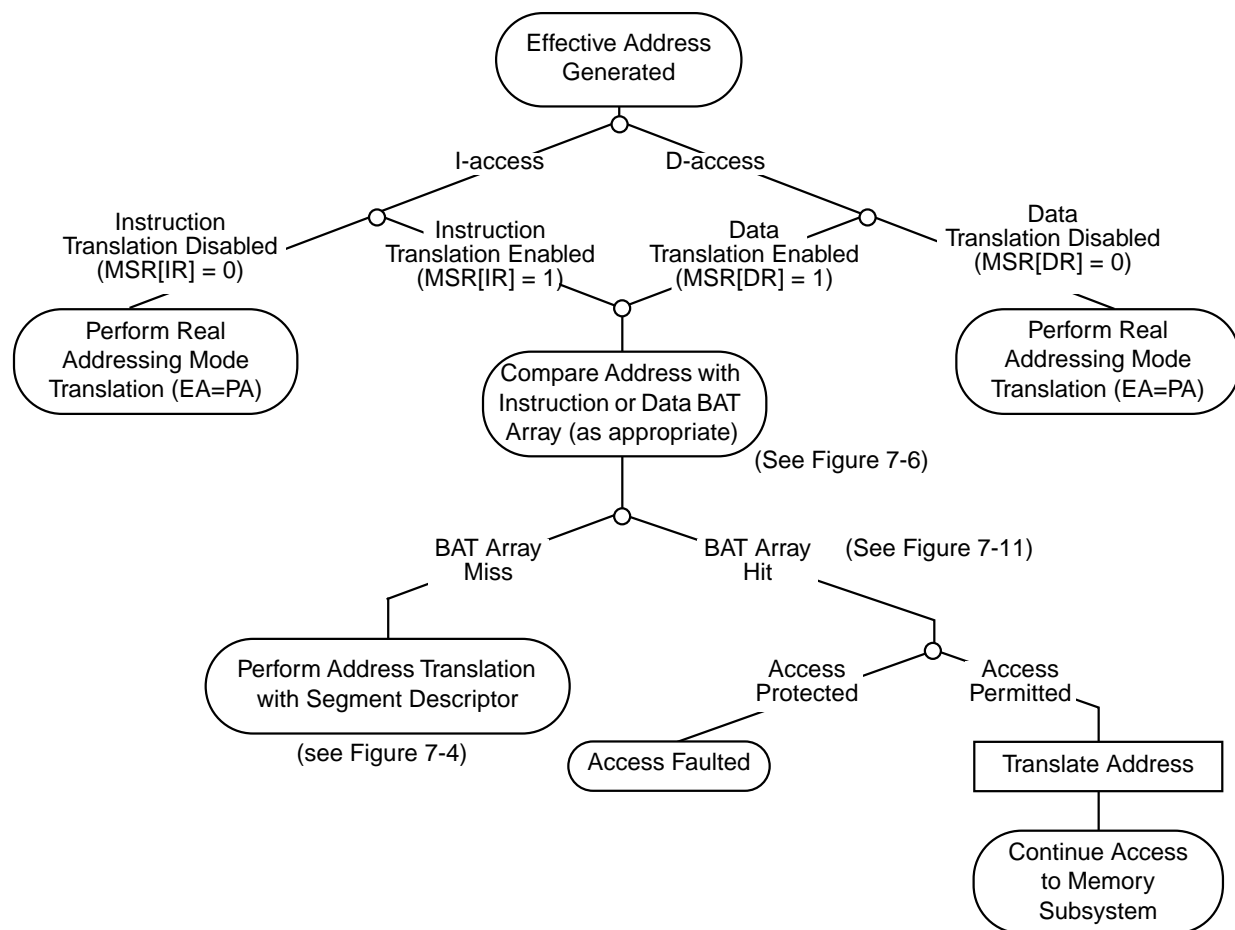 Effective Address
Generated
I-access
D-access
Instruction
Translation Disabled
(MSR[IR] = 0)
Instruction
Translation Enabled
(MSR[IR] = 1)
Data
Translation Enabled
(MSR[DR] = 1)
Data
Translation Disabled
(MSR[DR] = 0)
Perform Real
Addressing Mode
Translation (EA=PA)
Compare Address with
Instruction or Data BAT
Array (as appropriate)
Perform Real
Addressing Mode
Translation (EA=PA)
(See Figure 7-6)
BAT Array
Miss
BAT Array
Hit
(See Figure 7-11)
Perform Address Translation
with Segment Descriptor
(see Figure 7-4)
Access
Protected
Access
Permitted
Access Faulted
Translate Address
Continue Access
to Memory
Subsystem